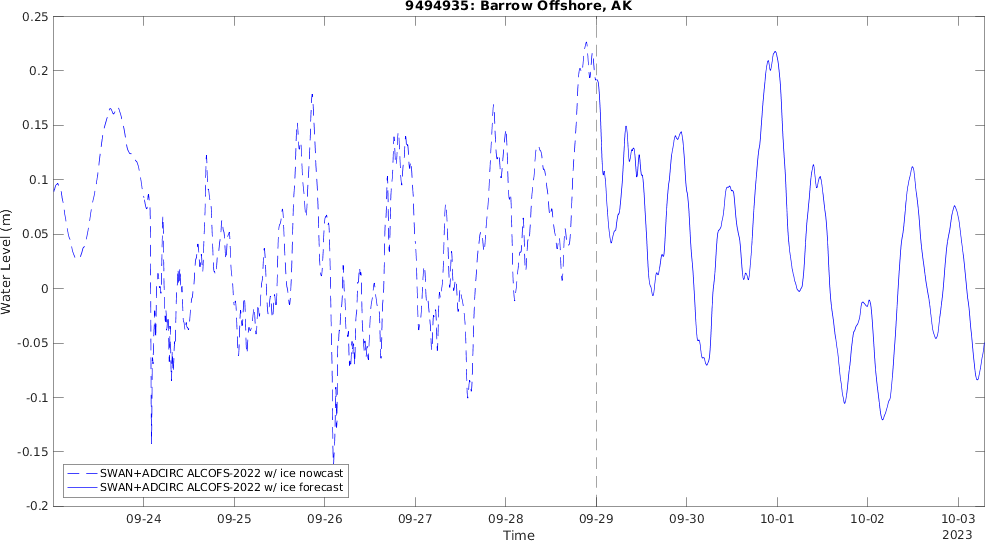 9494935: Barrow Offshore, AK
0.25
0.2
0.15
0.1
0.05
0
-0.05
-0.1
-0.15
-0.2
Water Level (m)
SWAN+ADCIRC ALCOFS-2022 w/ ice nowcast
SWAN+ADCIRC ALCOFS-2022 w/ ice forecast
09-24 09-25 09-26 09-27 09-28 09-29 09-30 10-01 10-02 10-03
Time
2023